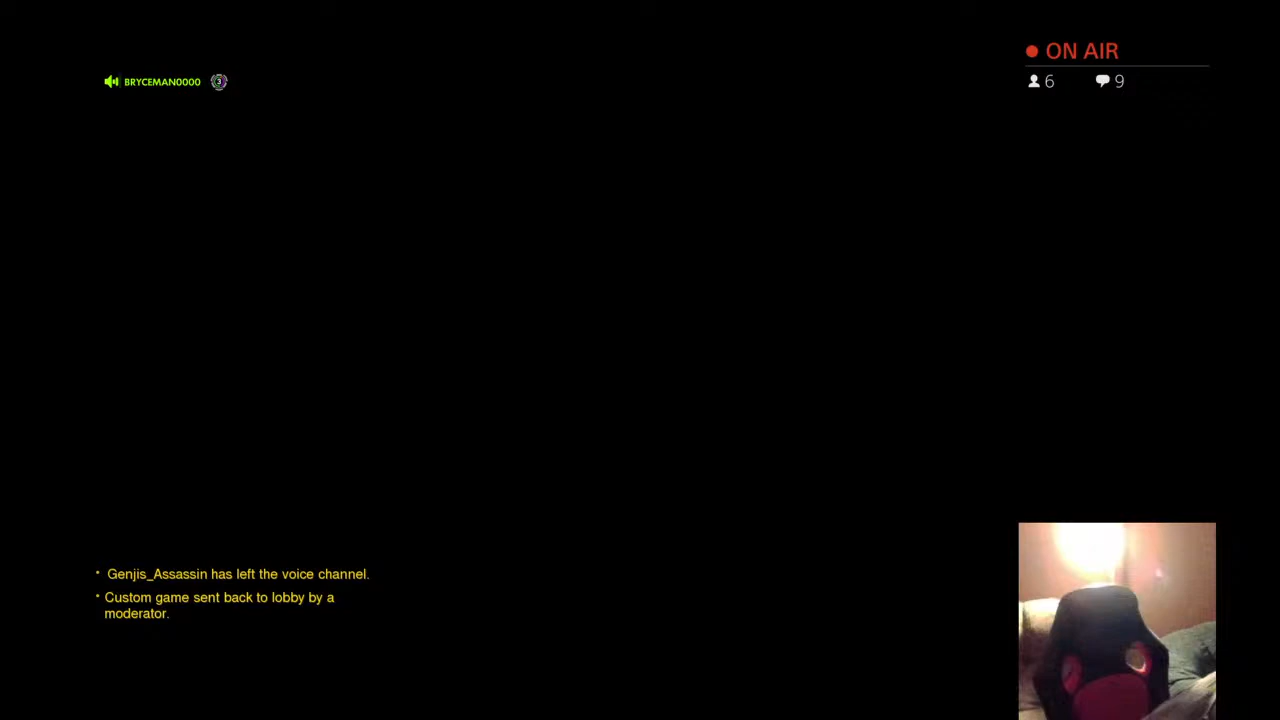 ON AIR
BRYCEMAN0000 3
6 9
· Genjis_Assassin has left the voice channel.
· Custom game sent back to lobby by a
moderator.